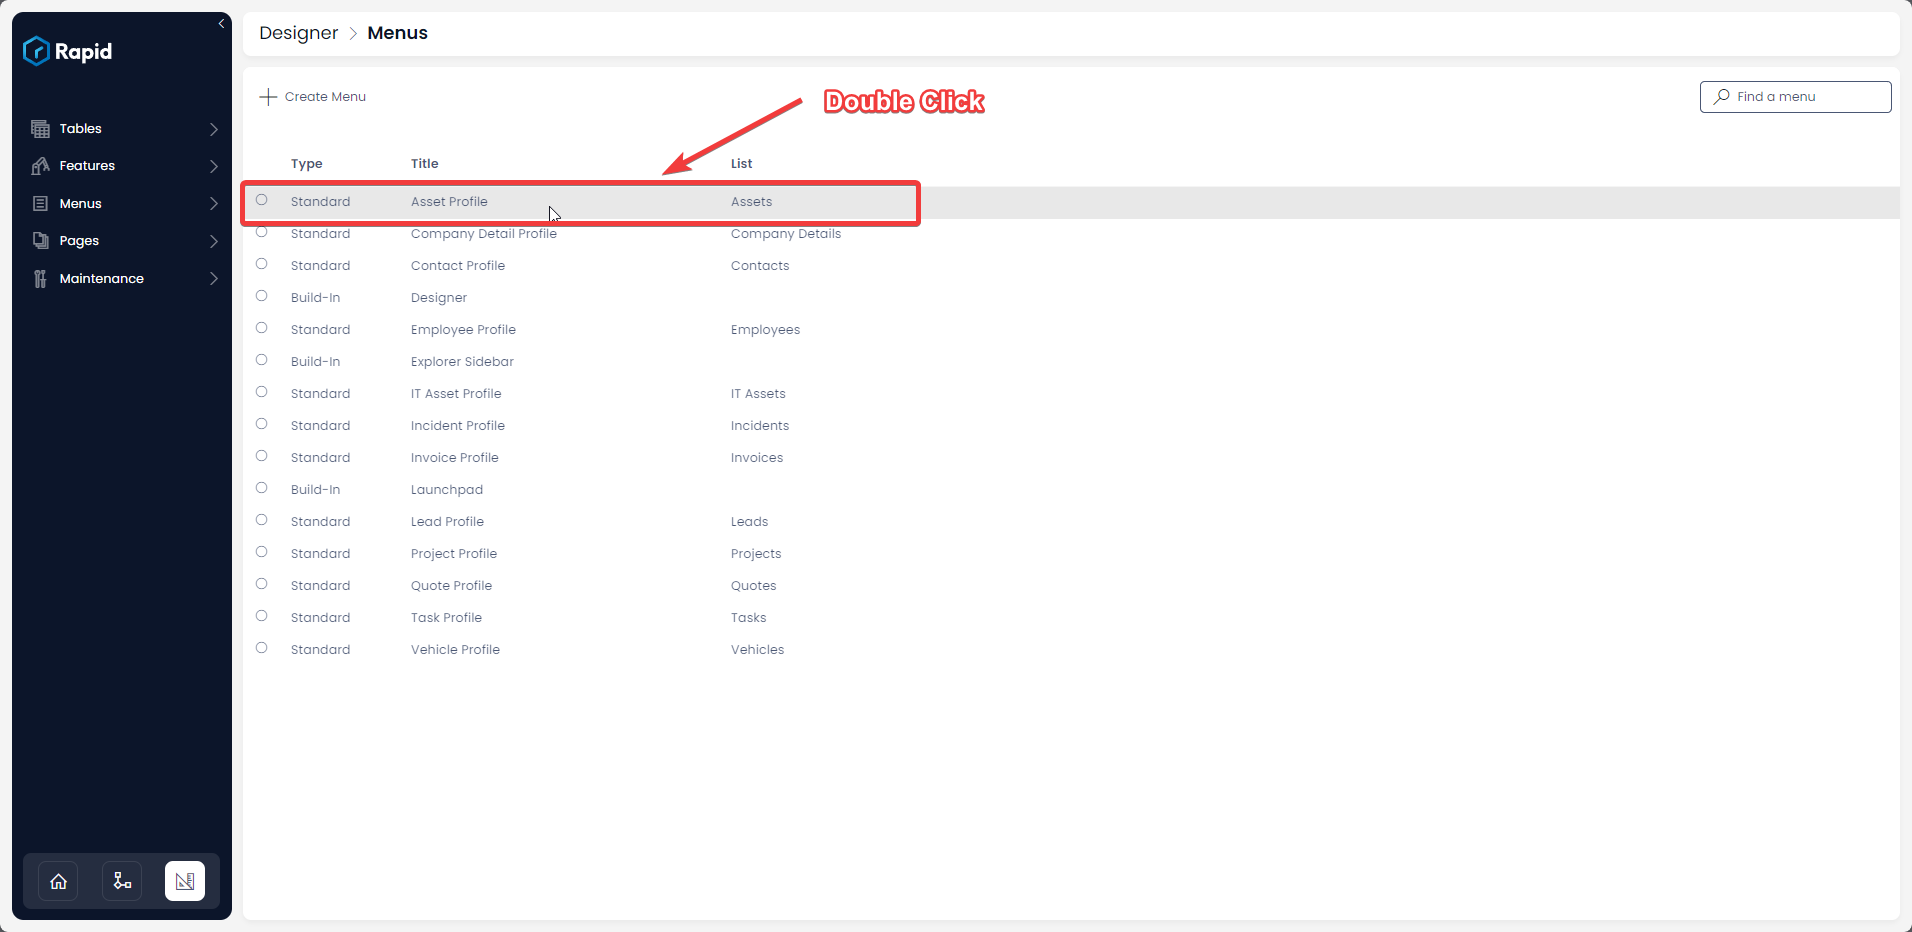 Rapid
Tables
Features
Menus
Pages
Maintenance
Designer > Menus
Create Menu
Double Click
Find a menu
Type Title List
Standard Asset Profile Assets
Standard Company Detail Profile Company Details
Standard Contact Profile Contacts
Build-In Designer
Standard Employee Profile Employees
Build-In Explorer Sidebar
Standard IT Asset Profile IT Assets
Standard Incident Profile Incidents
Standard Invoice Profile Invoices
Build-In Launchpad
Standard Lead Profile Leads
Standard Project Profile Projects
Standard Quote Profile Quotes
Standard Task Profile Tasks
Standard Vehicle Profile Vehicles